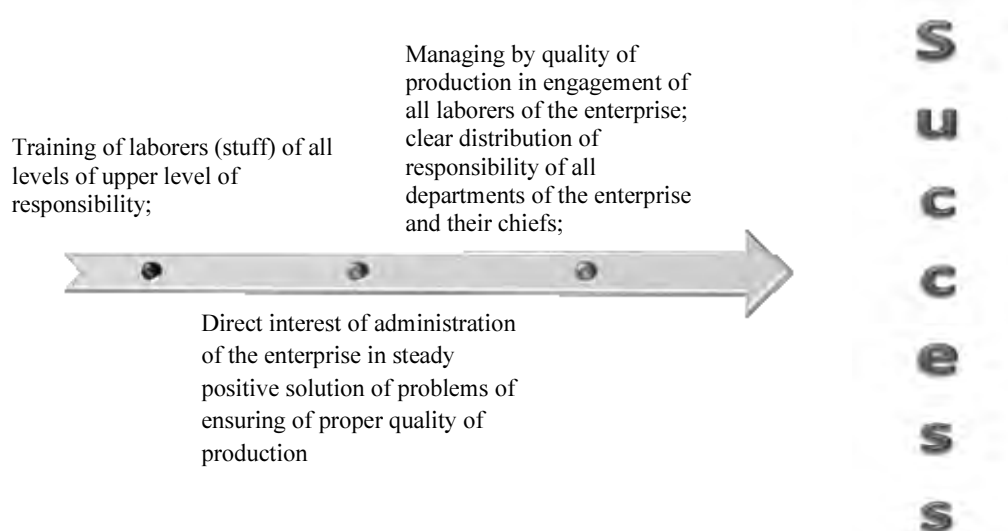 Training of laborers (stuff) of all
levels of upper level of
responsibility;
Direct interest of administration
of the enterprise in steady
positive solution of problems of
ensuring of proper quality of
production
Managing by quality of
production in engagement of
all laborers of the enterprise;
clear distribution of
responsibility of all
departments of the enterprise
and their chiefs;
Success